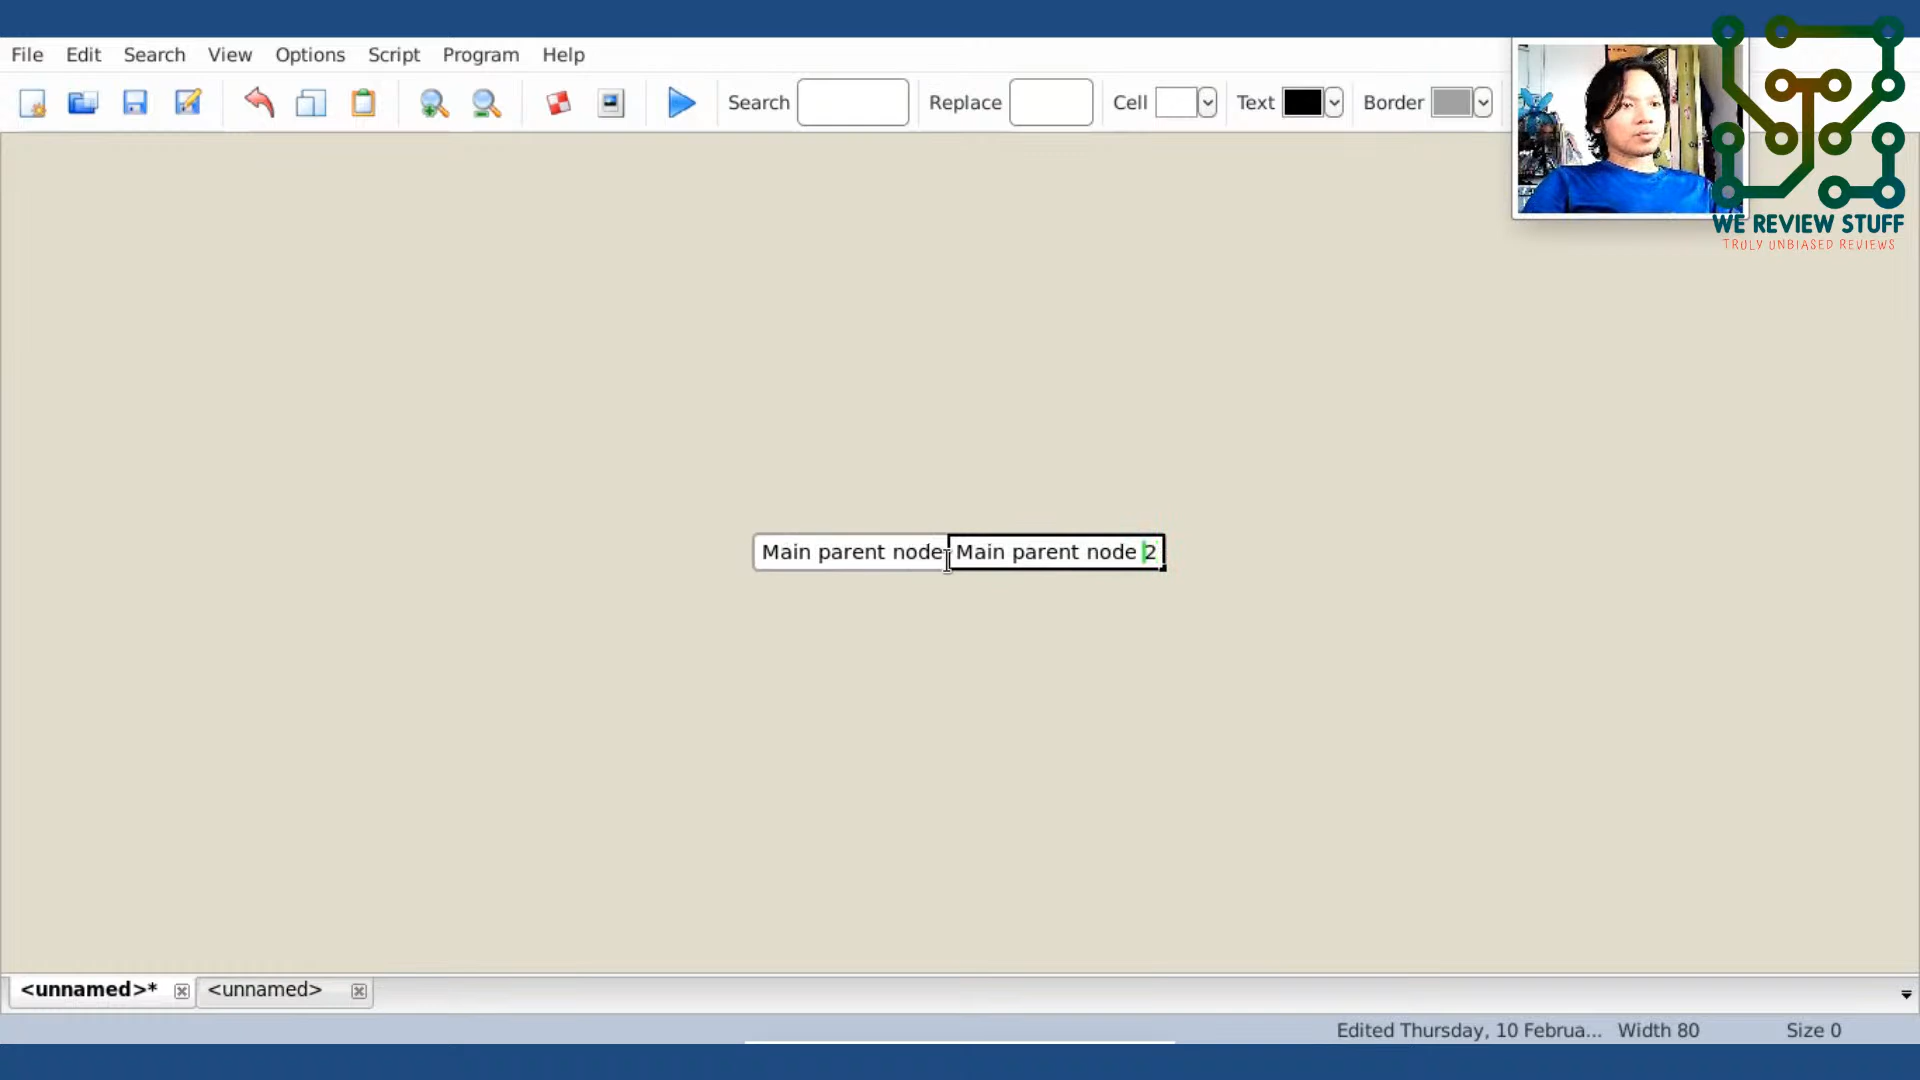 File Edit Search View Options Script Program Help
Search Replace Cell Text Border
WE REVIEW STUFF
TRULY UNBIASED REVIEWS
Main parent node Main parent node 2
<unnamed>* <unnamed>
Edited Thursday, 10 Februa... Width 80 Size 0